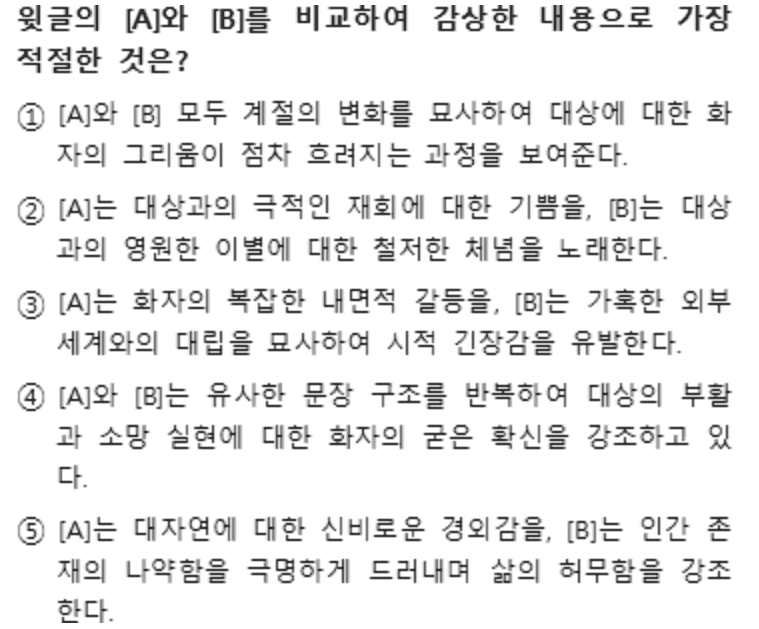 윗글의 [A]와 [B]를 비교하여 감상한 내용으로 가장
적절한 것은?
① [A]와 [B] 모두 계절의 변화를 묘사하여 대상에 대한 화
자의 그리움이 점차 흐려지는 과정을 보여준다.
② [A]는 대상과의 극적인 재회에 대한 기쁨을, [B]는 대상
과의 영원한 이별에 대한 철저한 체념을 노래한다.
③ [A]는 화자의 복잡한 내면적 갈등을, [B]는 가혹한 외부
세계와의 대립을 묘사하여 시적 긴장감을 유발한다.
④ [A]와 [B]는 유사한 문장 구조를 반복하여 대상의 부활
과 소망 실현에 대한 화자의 굳은 확신을 강조하고 있
다.
⑤ [A]는 대자연에 대한 신비로운 경외감을, [B]는 인간 존
재의 나약함을 극명하게 드러내며 삶의 허무함을 강조
한다.